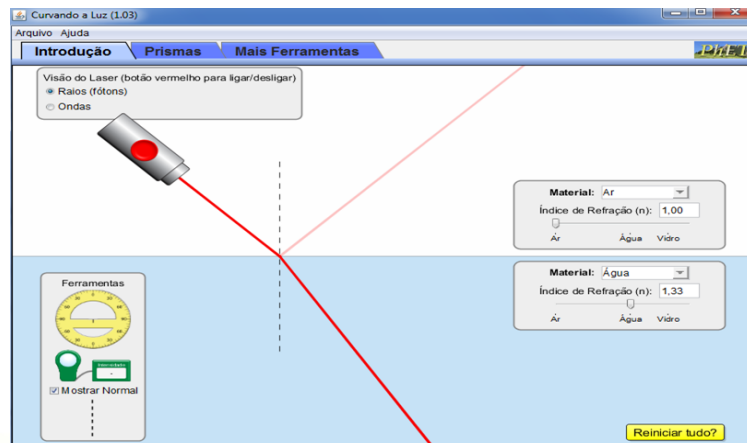 Curvando a Luz (1.03)
Arquivo Ajuda
Introdução Prismas Mais Ferramentas
PhET
Visão do Laser (botão vermelho para ligar/desligar)
Raios (fótons)
Ondas
Material: Ar
Índice de Refração (n): 1,00
Ar Água Vidro
Material: Água
Índice de Refração (n): 1,33
Ar Água Vidro
Ferramentas
Mostrar Normal
Reiniciar tudo?